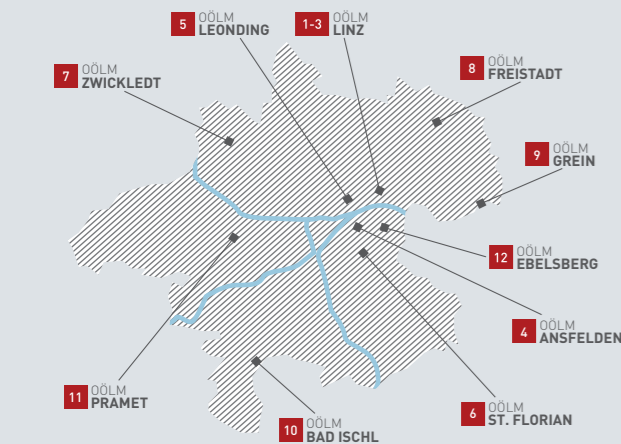 5 OÖLM
LEONDING
1-3 OÖLM
LINZ
7 OÖLM
ZWICKLEDT
8 OÖLM
FREISTADT
9 OÖLM
GREIN
12 OÖLM
EBELSBERG
4 OÖLM
ANSFELDEN
11 OÖLM
PRAMET
6 OÖLM
ST. FLORIAN
10 OÖLM
BAD ISCHL